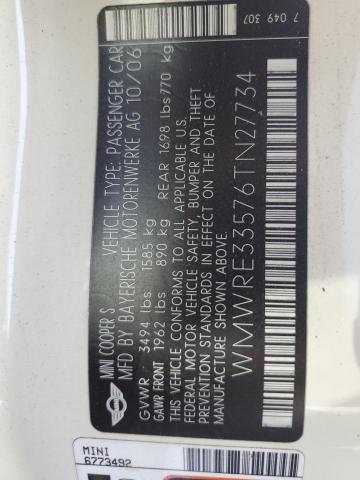 MINI COOPER S
VEHICLE TYPE: PASSENGER CAR
MFD BY BAYERISCHE MOTORENWERKE AG 10/06
GVWR 3494 lbs 1585 kg
GAWR FRONT 1962 lbs 890 kg REAR 1698 lbs 770 kg
THIS VEHICLE CONFORMS TO ALL APPLICABLE U.S.
FEDERAL MOTOR VEHICLE SAFETY, BUMPER AND THEFT
PREVENTION STANDARDS IN EFFECT ON THE DATE OF
MANUFACTURE SHOWN ABOVE.
WMWRE33576TN27734
7 049 307
MINI
6773492